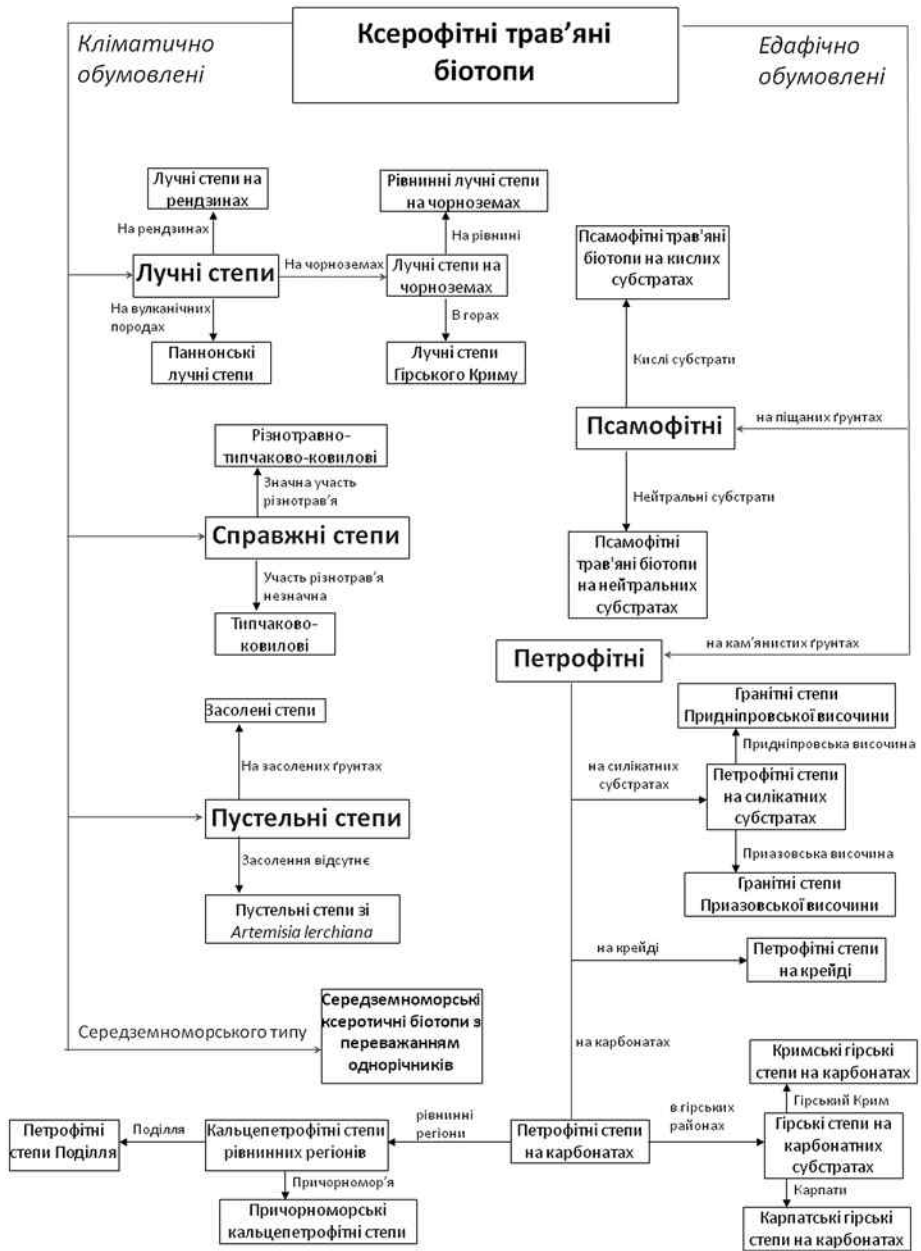 Кліматично
обумовлені
Ксерофітні трав’яні
біотопи
Едафічно
обумовлені
Лучні степи на
рендзинах
Рівнинні лучні степи
на чорноземах
На рендзинах
На рівнині
Псамофітні трав'яні
біотопи на кислих
субстратах
Лучні степи
На чорноземах
Лучні степи на
чорноземах
На вулканічних
породах
В горах
Паннонські
лучні степи
Лучні степи
Гірського Криму
Кислі субстрати
Псамофітні
на піщаних ґрунтах
Різнотравно-
типчаково-ковилові
Значна участь
різнотрав’я
Нейтральні субстрати
Справжні степи
Псамофітні
трав'яні біотопи
на нейтральних
субстратах
Участь різнотрав’я
незначна
Типчаково-
ковилові
Петрофітні
на кам’янистих ґрунтах
Засолені степи
Гранітні степи
Придніпровської височини
На засолених ґрунтах
Придніпровська височина
на силікатних
субстратах
Петрофітні степи
на силікатних
субстратах
Пустельні степи
Засолення відсутнє
Приазовська височина
Гранітні степи
Приазовської височини
Пустельні степи зі
Artemisia lerchiana
на крейді
Петрофітні степи
на крейді
Середземноморського типу
Середземноморські
ксеротичні біотопи з
переважанням
однорічників
на карбонатах
Кримські гірські
степи на карбонатах
Гірський Крим
Петрофітні
степи Поділля
Поділля
Кальцепетрофітні степи
рівнинних регіонів
рівнинні
регіони
Петрофітні степи
на карбонатах
в гірських
районах
Гірські степи на
карбонатних
субстратах
Причорномор’я
Причорноморські
кальцепетрофітні степи
Карпати
Карпатські гірські
степи на карбонатах